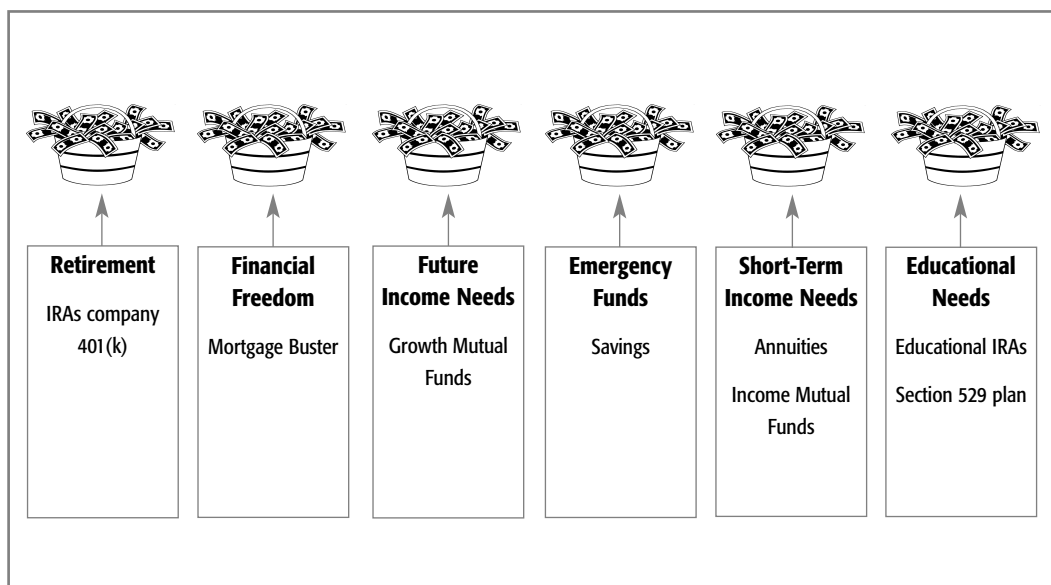 Retirement
IRAs company
401(k)
Financial
Freedom
Mortgage Buster
Future
Income Needs
Growth Mutual
Funds
Emergency
Funds
Savings
Short-Term
Income Needs
Annuities
Income Mutual
Funds
Educational
Needs
Educational IRAs
Section 529 plan